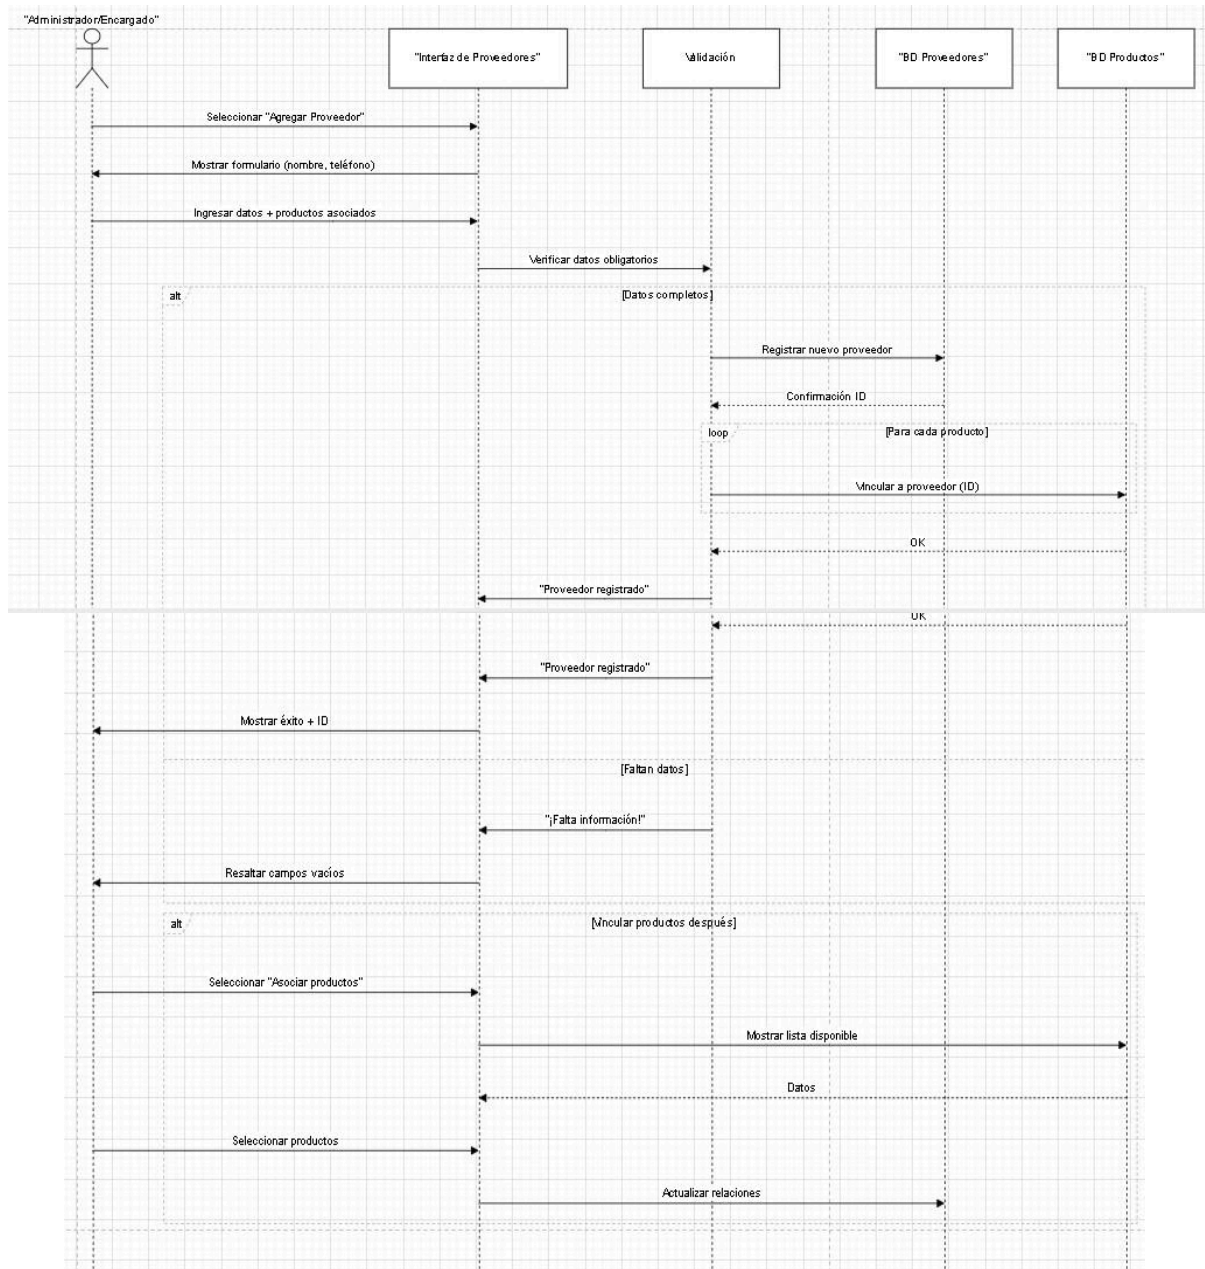 "Administrador/Encargado"
"Interfaz de Proveedores"
Validación
"BD Proveedores"
"BD Productos"
Seleccionar "Agregar Proveedor"
Mostrar formulario (nombre, teléfono)
Ingresar datos + productos asociados
Verificar datos obligatorios
alt
[Datos completos]
Registrar nuevo proveedor
Confirmación ID
loop
[Para cada producto]
Vincular a proveedor (ID)
OK
"Proveedor registrado"
OK
"Proveedor registrado"
Mostrar éxito + ID
[Faltan datos]
"¡Falta información!"
Resaltar campos vacíos
alt
[Vincular productos después]
Seleccionar "Asociar productos"
Mostrar lista disponible
Datos
Seleccionar productos
Actualizar relaciones